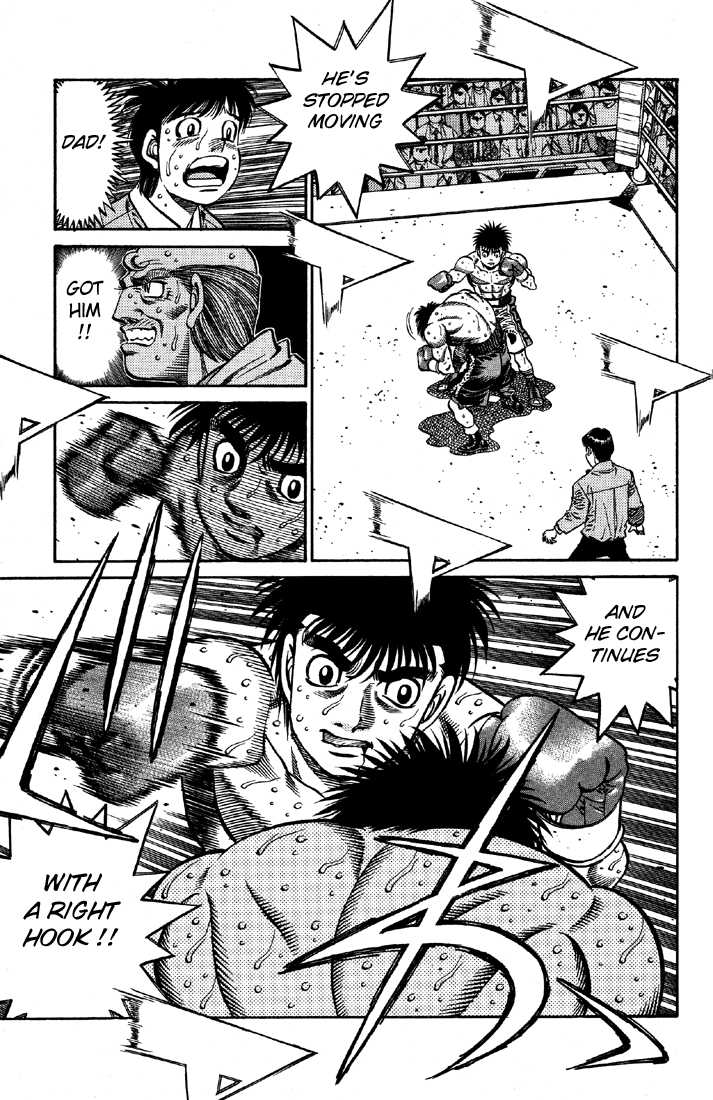 HE'S
STOPPED
MOVING
DAD!
GOT
HIM
!!
AND
HE CON-
TINUES
WITH
A RIGHT
HOOK!!